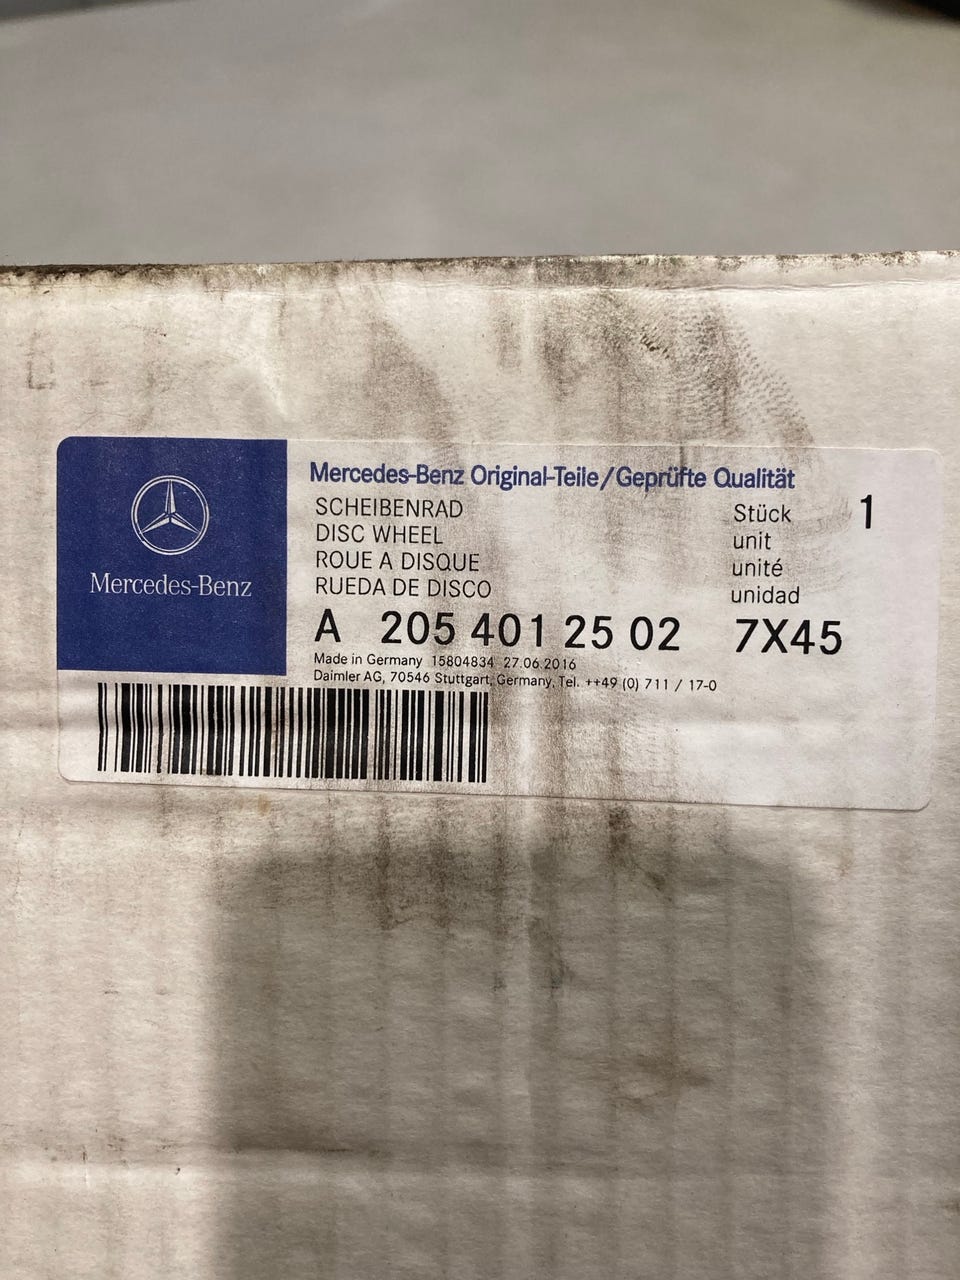 Mercedes-Benz
Mercedes-Benz Original-Teile/Geprüfte Qualität
SCHEIBENRAD
DISC WHEEL
ROUE A DISQUE
RUEDA DE DISCO
Stück 1
unit
unité
unidad
A 205 401 25 02 7X45
Made in Germany 15804834 27.06.2016
Daimler AG, 70546 Stuttgart, Germany, Tel. ++49 (0) 711 / 17-0